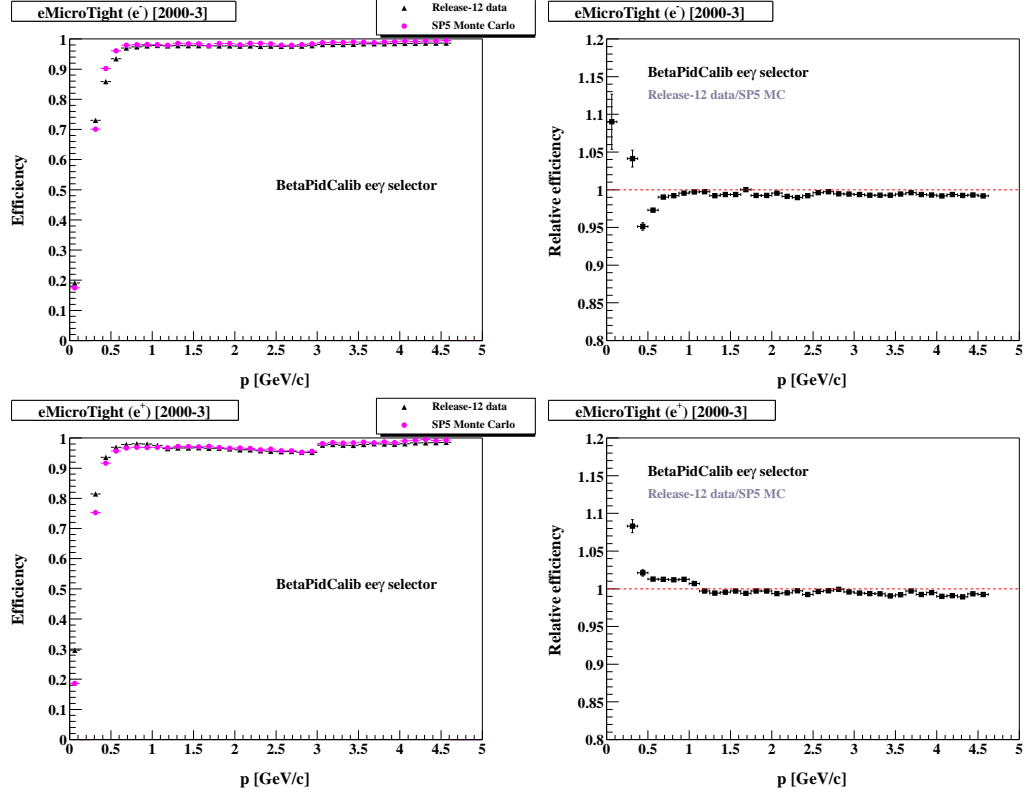 eMicroTight (e-) [2000-3]
Release-12 data
SP5 Monte Carlo
Efficiency
1
0.9
0.8
0.7
0.6
0.5
0.4
0.3
0.2
0.1
0
BetaPidCalib eeγ selector
0 0.5 1 1.5 2 2.5 3 3.5 4 4.5 5
p [GeV/c]
eMicroTight (e-) [2000-3]
Relative efficiency
1.2
1.15
1.1
1.05
1
0.95
0.9
0.85
0.8
BetaPidCalib eeγ selector
Release-12 data/SP5 MC
0 0.5 1 1.5 2 2.5 3 3.5 4 4.5 5
p [GeV/c]
eMicroTight (e+) [2000-3]
Release-12 data
SP5 Monte Carlo
Efficiency
1
0.9
0.8
0.7
0.6
0.5
0.4
0.3
0.2
0.1
0
BetaPidCalib eeγ selector
0 0.5 1 1.5 2 2.5 3 3.5 4 4.5 5
p [GeV/c]
eMicroTight (e+) [2000-3]
Relative efficiency
1.2
1.15
1.1
1.05
1
0.95
0.9
0.85
0.8
BetaPidCalib eeγ selector
Release-12 data/SP5 MC
0 0.5 1 1.5 2 2.5 3 3.5 4 4.5 5
p [GeV/c]